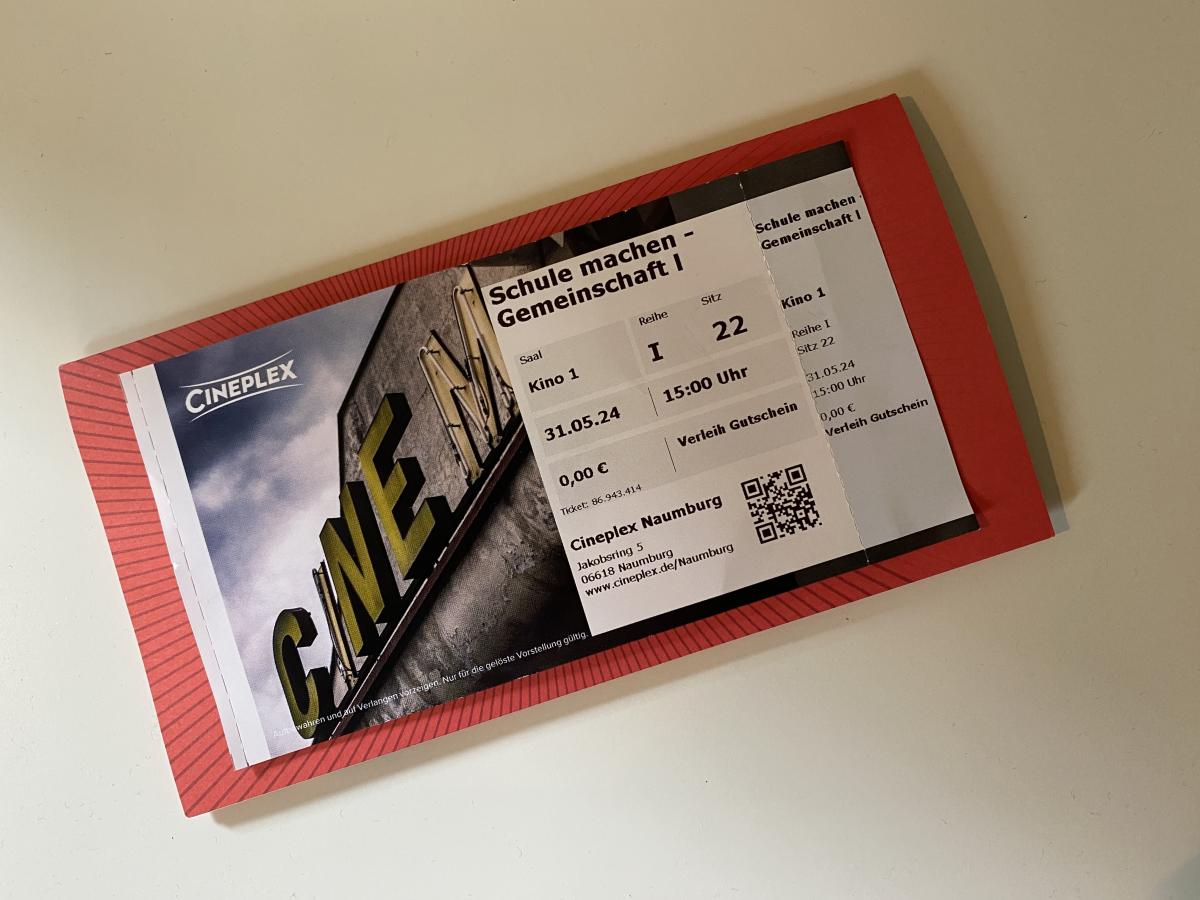 CINEPLEX
CINEMA
Aufbewahren und auf Verlangen vorzeigen. Nur für die gelöste Vorstellung gültig.
Schule machen -
Gemeinschaft I
Saal
Reihe
Sitz
Kino 1
I
22
31.05.24
15:00 Uhr
0,00 €
Verleih Gutschein
Ticket: 86.943.414
Cineplex Naumburg
Jakobsring 5
06618 Naumburg
www.cineplex.de/Naumburg
Schule machen -
Gemeinschaft I
Kino 1
Reihe I
Sitz 22
31.05.24
15:00 Uhr
0,00 €
Verleih Gutschein